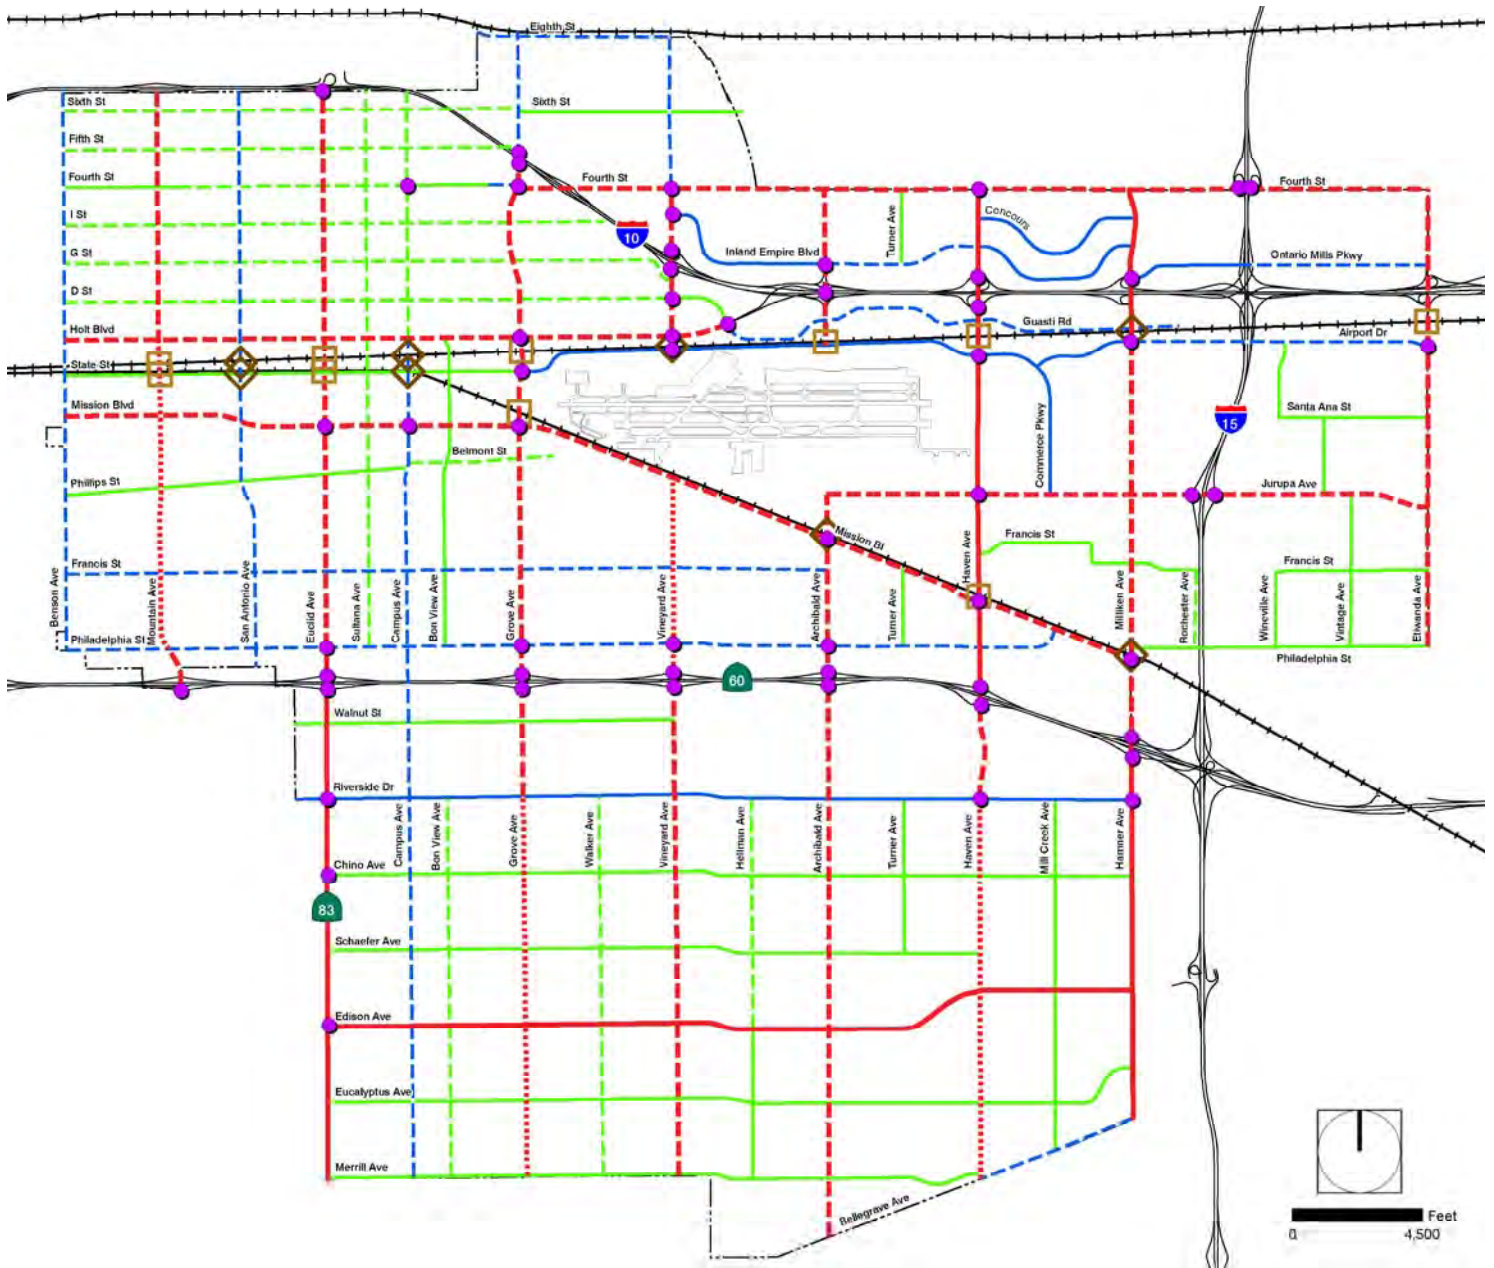 Eighth St
Sixth St
Sixth St
Fifth St
Fourth St
Fourth St
Fourth St
I St
Turner Ave
Concours
10
G St
Inland Empire Blvd
Ontario Mills Pkwy
D St
Holt Blvd
Guasti Rd
Airport Dr
State St
Mission Blvd
Santa Ana St
15
Belmont St
Commerce Pkwy
Phillips St
Jurupa Ave
Mission Bl
Francis St
Francis St
Francis St
Benson Ave
Mountain Ave
San Antonio Ave
Euclid Ave
Sultana Ave
Campus Ave
Bon View Ave
Grove Ave
Vineyard Ave
Archibald Ave
Turner Ave
Haven Ave
Milliken Ave
Rochester Ave
Wineville Ave
Vintage Ave
Etiwanda Ave
Philadelphia St
Philadelphia St
60
Walnut St
Riverside Dr
Campus Ave
Bon View Ave
Grove Ave
Walker Ave
Vineyard Ave
Hellman Ave
Archibald Ave
Turner Ave
Haven Ave
Mill Creek Ave
Hamner Ave
Chino Ave
83
Schaefer Ave
Edison Ave
Eucalyptus Ave
Merrill Ave
Bellegrave Ave
Feet
0
4,500